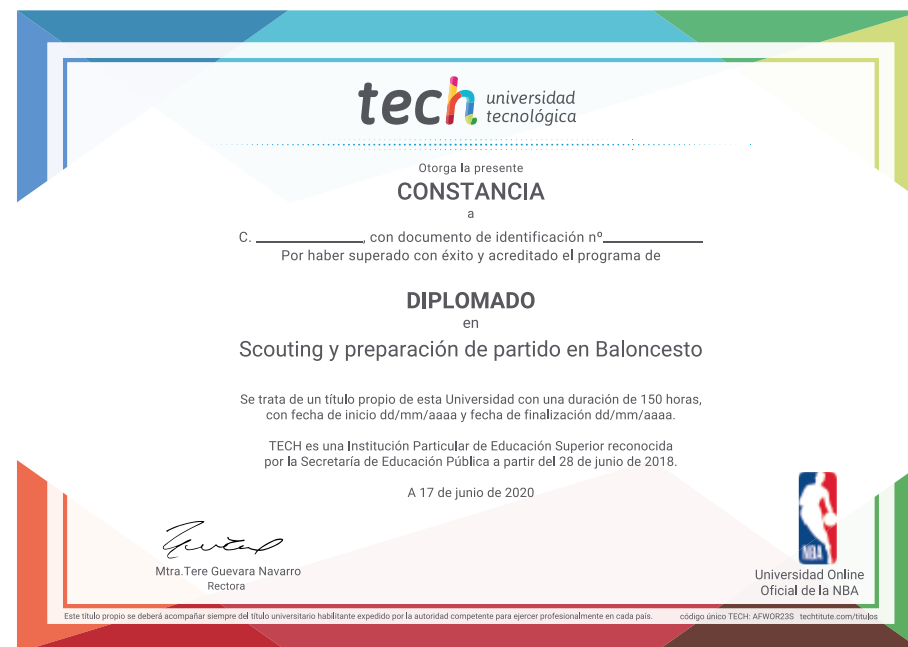 tech universidad
tecnológica
Otorga la presente
CONSTANCIA
a
C. ____________, con documento de identificación nº____________
Por haber superado con éxito y acreditado el programa de
DIPLOMADO
en
Scouting y preparación de partido en Baloncesto
Se trata de un título propio de esta Universidad con una duración de 150 horas,
con fecha de inicio dd/mm/aaaa y fecha de finalización dd/mm/aaaa.
TECH es una Institución Particular de Educación Superior reconocida
por la Secretaría de Educación Pública a partir del 28 de junio de 2018.
A 17 de junio de 2020
Mtra.Tere Guevara Navarro
Rectora
NBA
Universidad Online
Oficial de la NBA
Este título propio se deberá acompañar siempre del título universitario habilitante expedido por la autoridad competente para ejercer profesionalmente en cada país. código único TECH: AFWOR23S techtitute.com/titulos